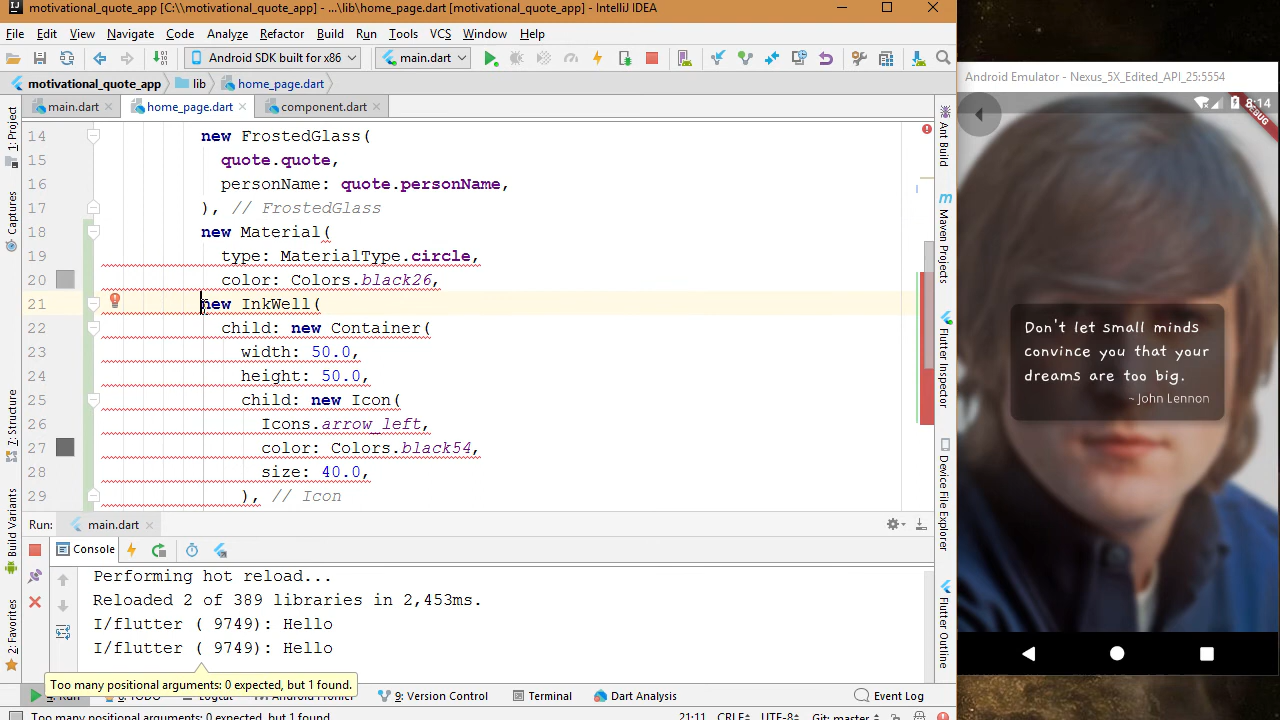 motivational_quote_app [C:\\motivational_quote_app] - ...\lib\home_page.dart [motivational_quote_app] - IntelliJ IDEA
File Edit View Navigate Code Analyze Refactor Build Run Tools VCS Window Help
Android SDK built for x86 main.dart
motivational_quote_app lib home_page.dart
main.dart home_page.dart component.dart
1: Project
Captures
7: Structure
Build Variants
2: Favorites
14 new FrostedGlass(
15 quote.quote,
16 personName: quote.personName,
17 ), // FrostedGlass
18 new Material(
19 type: MaterialType.circle,
20 color: Colors.black26,
21 new InkWell(
22 child: new Container(
23 width: 50.0,
24 height: 50.0,
25 child: new Icon(
26 Icons.arrow_left,
27 color: Colors.black54,
28 size: 40.0,
29 ), // Icon
Ant Build
Maven Projects
Flutter Inspector
Device File Explorer
Flutter Outline
Run: main.dart
Console
Performing hot reload...
Reloaded 2 of 389 libraries in 2,453ms.
I/flutter ( 9749): Hello
I/flutter ( 9749): Hello
Too many positional arguments: 0 expected, but 1 found.
9: Version Control Terminal Dart Analysis Event Log
Too many positional arguments: 0 expected, but 1 found. 21:11 CRLF UTF-8 Git: master
Android Emulator - Nexus_5X_Edited_API_25:5554
8:14
DEBUG
Don't let small minds
convince you that your
dreams are too big.
~ John Lennon